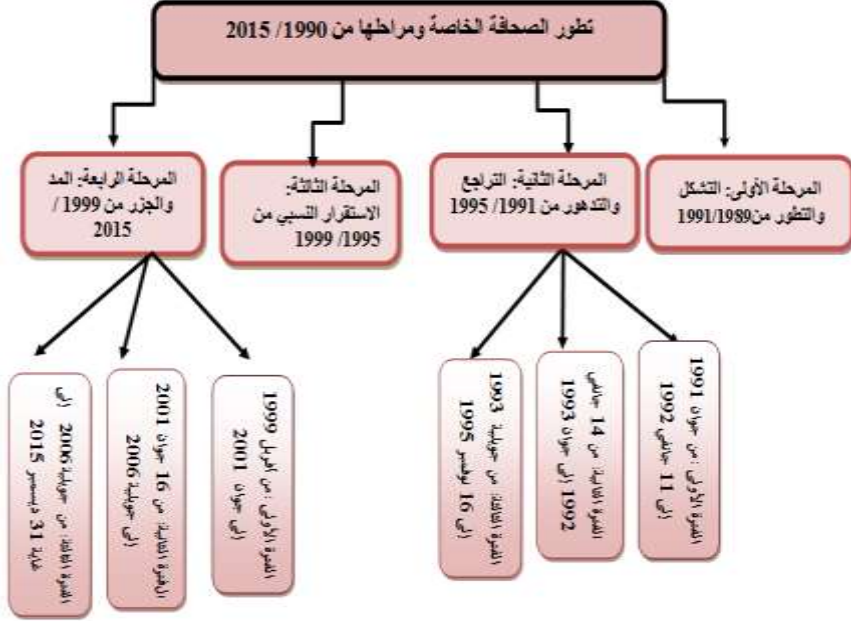 تطور الصحافة الخاصة ومراحلها من 1990/ 2015
المرحلة الأولى: التشكل
والتطور من1991/1989
المرحلة الثانية: التراجع
والتدهور من 1991/ 1995
المرحلة الثالثة:
الاستقرار النسبي من
1995/ 1999
المرحلة الرابعة: المد
والجزر من 1999 /
2015
الفترة الأولى : من جوان 1991
إلى 11 جانفي 1992
الفترة الثانية: من 14 جانفي
1992 إلى جوان 1993
الفترة الثالثة: من جويلية 1993
إلى 16 نوفمبر 1995
الفترة الأولى : من أفريل 1999
إلى جوان 2001
الفترة الثانية: من 16 جوان 2001
إلى جويلية 2006
الفترة الثالثة: من جويلية 2006 إلى
غاية 31 ديسمبر 2015